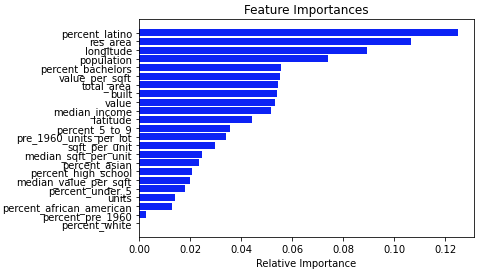 Feature Importances
percent_latino
res_area
longitude
population
percent_bachelors
value_per_sqft
total_area
built
value
median_income
latitude
percent_5_to_9
pre_1960_units_per_lot
sqft_per_unit
median_sqft_per_unit
percent_asian
percent_high_school
median_value_per_sqft
percent_under_5
units
percent_african_american
percent_pre_1960
percent_white
0.00 0.02 0.04 0.06 0.08 0.10 0.12
Relative Importance